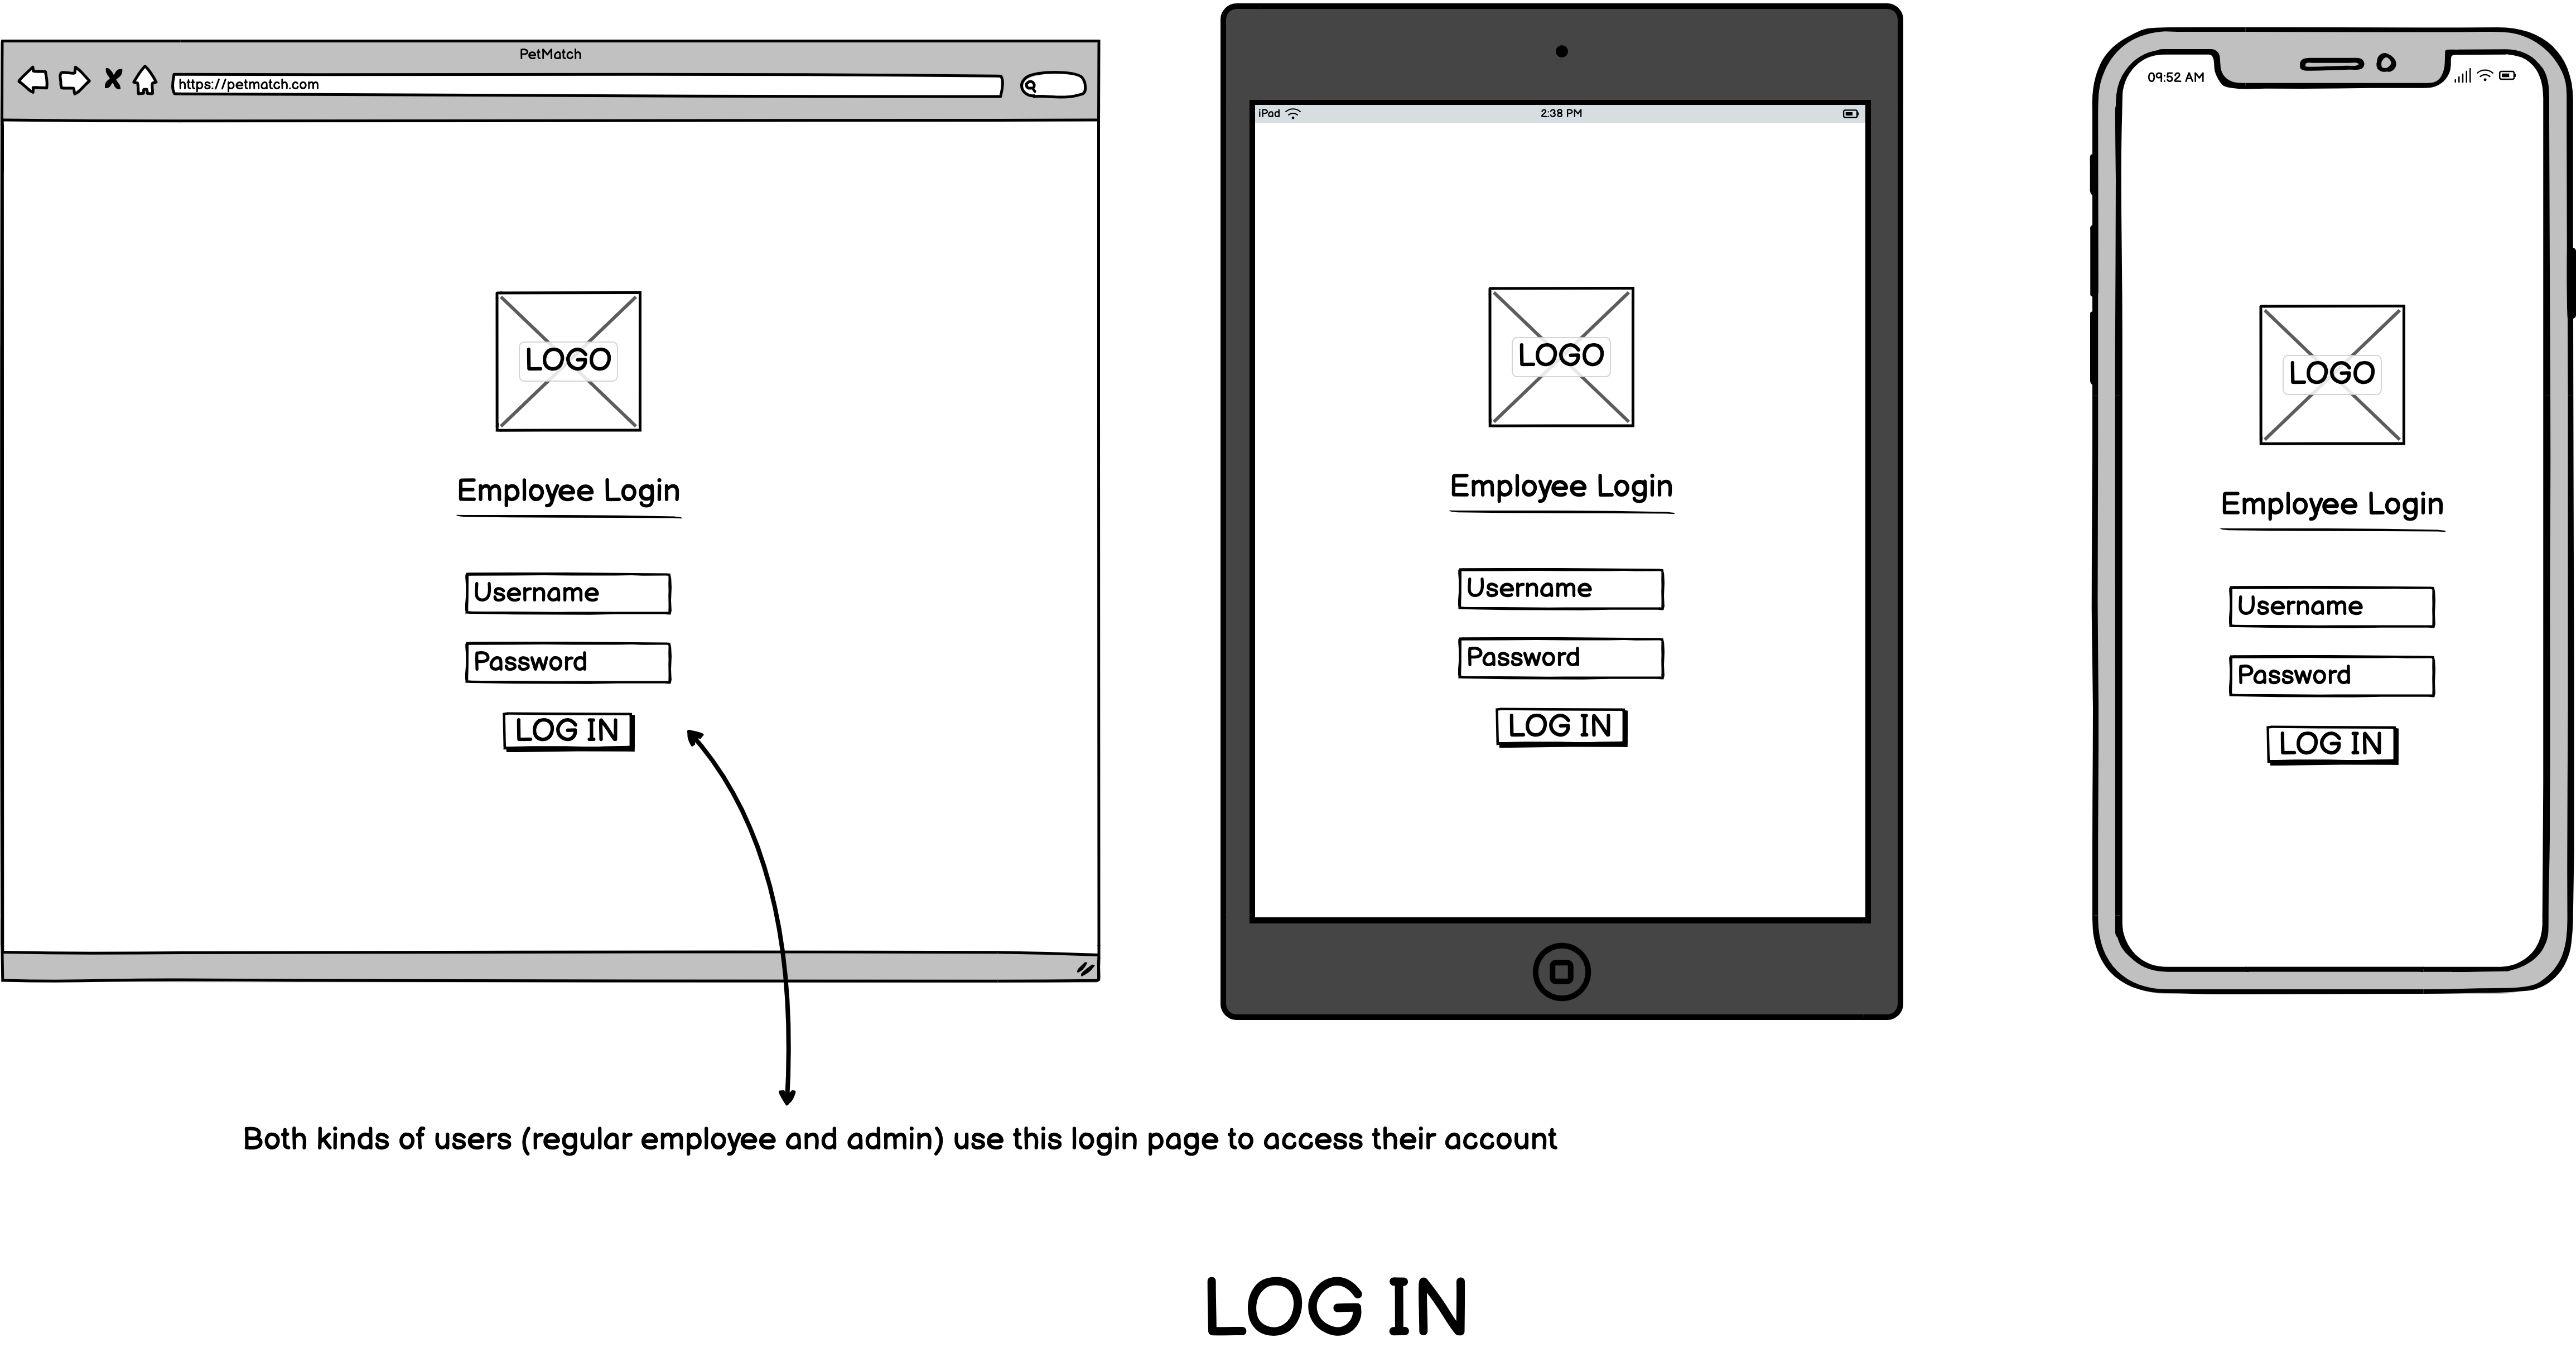 PetMatch
https://petmatch.com
LOGO
Employee Login
Username
Password
LOG IN
iPad
2:38 PM
LOGO
Employee Login
Username
Password
LOG IN
09:52 AM
LOGO
Employee Login
Username
Password
LOG IN
Both kinds of users (regular employee and admin) use this login page to access their account
LOG IN